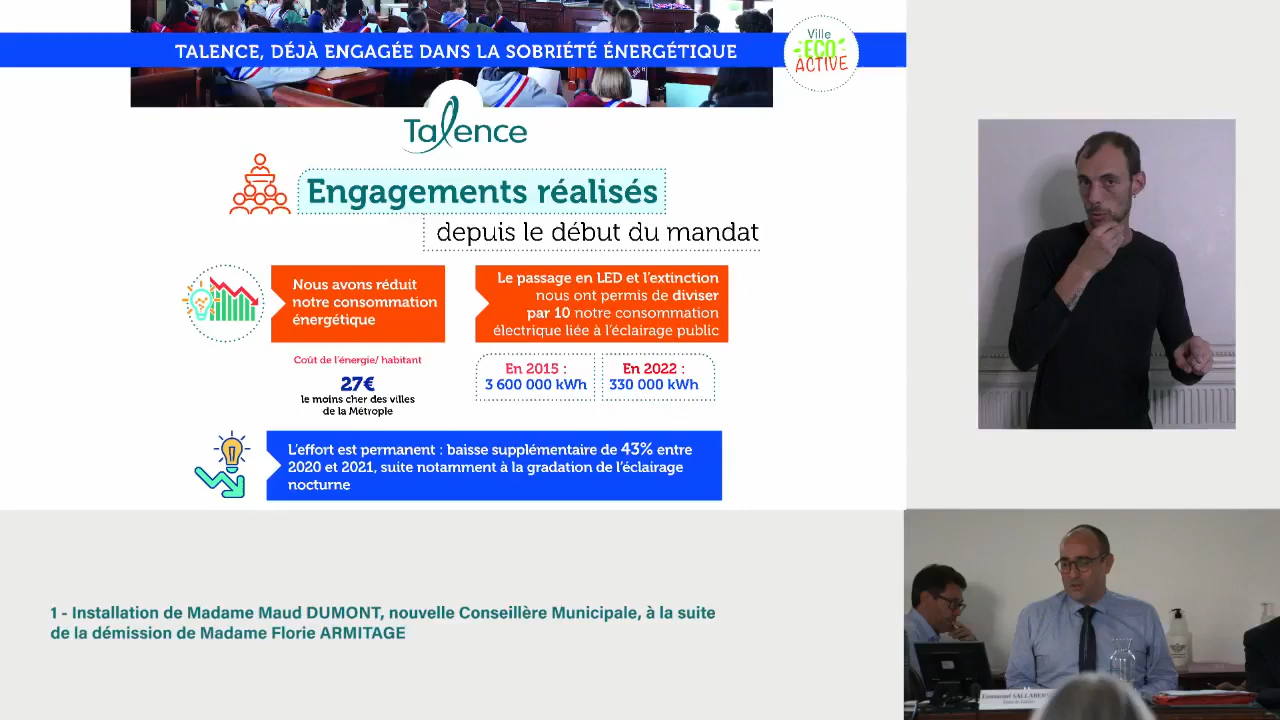 TALENCE, DÉJÀ ENGAGÉE DANS LA SOBRIÉTÉ ÉNERGÉTIQUE
Ville
ECO
ACTIVE
Talence
Engagements réalisés
depuis le début du mandat
Nous avons réduit
notre consommation
énergétique
Le passage en LED et l'extinction
nous ont permis de diviser
par 10 notre consommation
électrique liée à l'éclairage public
Coût de l'énergie/ habitant
27€
le moins cher des villes
de la Métrople
En 2015 :
3 600 000 kWh
En 2022 :
330 000 kWh
L'effort est permanent : baisse supplémentaire de 43% entre
2020 et 2021, suite notamment à la gradation de l'éclairage
nocturne
1 - Installation de Madame Maud DUMONT, nouvelle Conseillère Municipale, à la suite
de la démission de Madame Florie ARMITAGE
Emmanuel